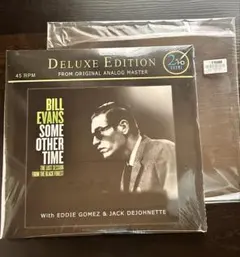 DELUXE EDITION
45 RPM
FROM ORIGINAL ANALOG MASTER
2xHD
BILL
EVANS
SOME
OTHER
TIME
THE LOST SESSION
FROM THE BLACK FOREST
With EDDIE GOMEZ & JACK DEJOHNETTE